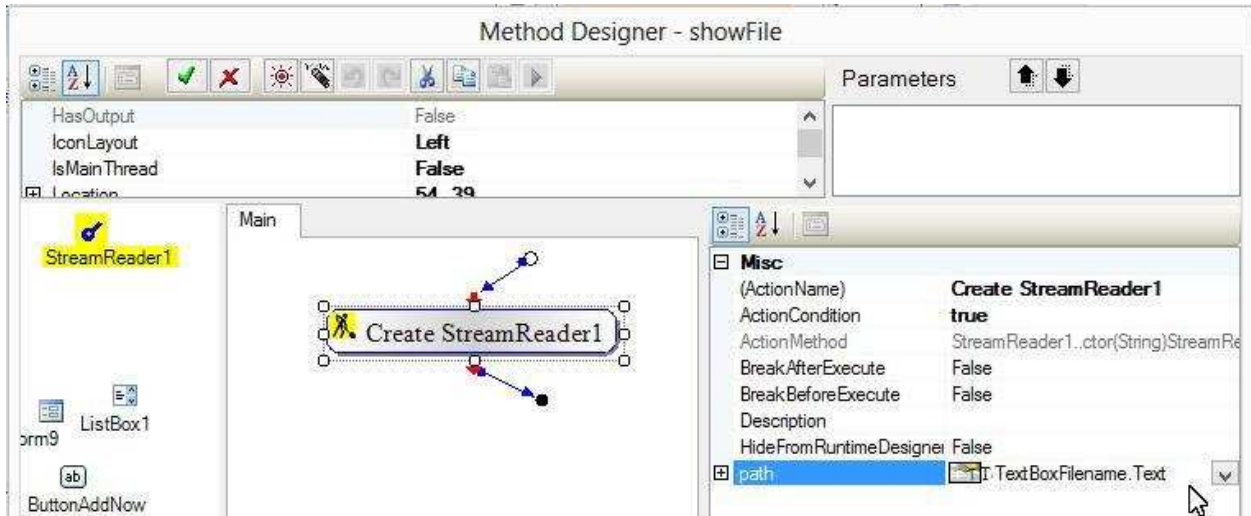 Method Designer - showFile
Parameters
HasOutput False
IconLayout Left
IsMainThread False
Location 54, 39
StreamReader1
Main
Create StreamReader1
ListBox1
orm9
ab
ButtonAddNow
Misc
(ActionName) Create StreamReader1
ActionCondition true
ActionMethod StreamReader1..ctor(String)StreamRe
BreakAfterExecute False
BreakBeforeExecute False
Description
HideFromRuntimeDesigner False
path TextBoxFilename.Text